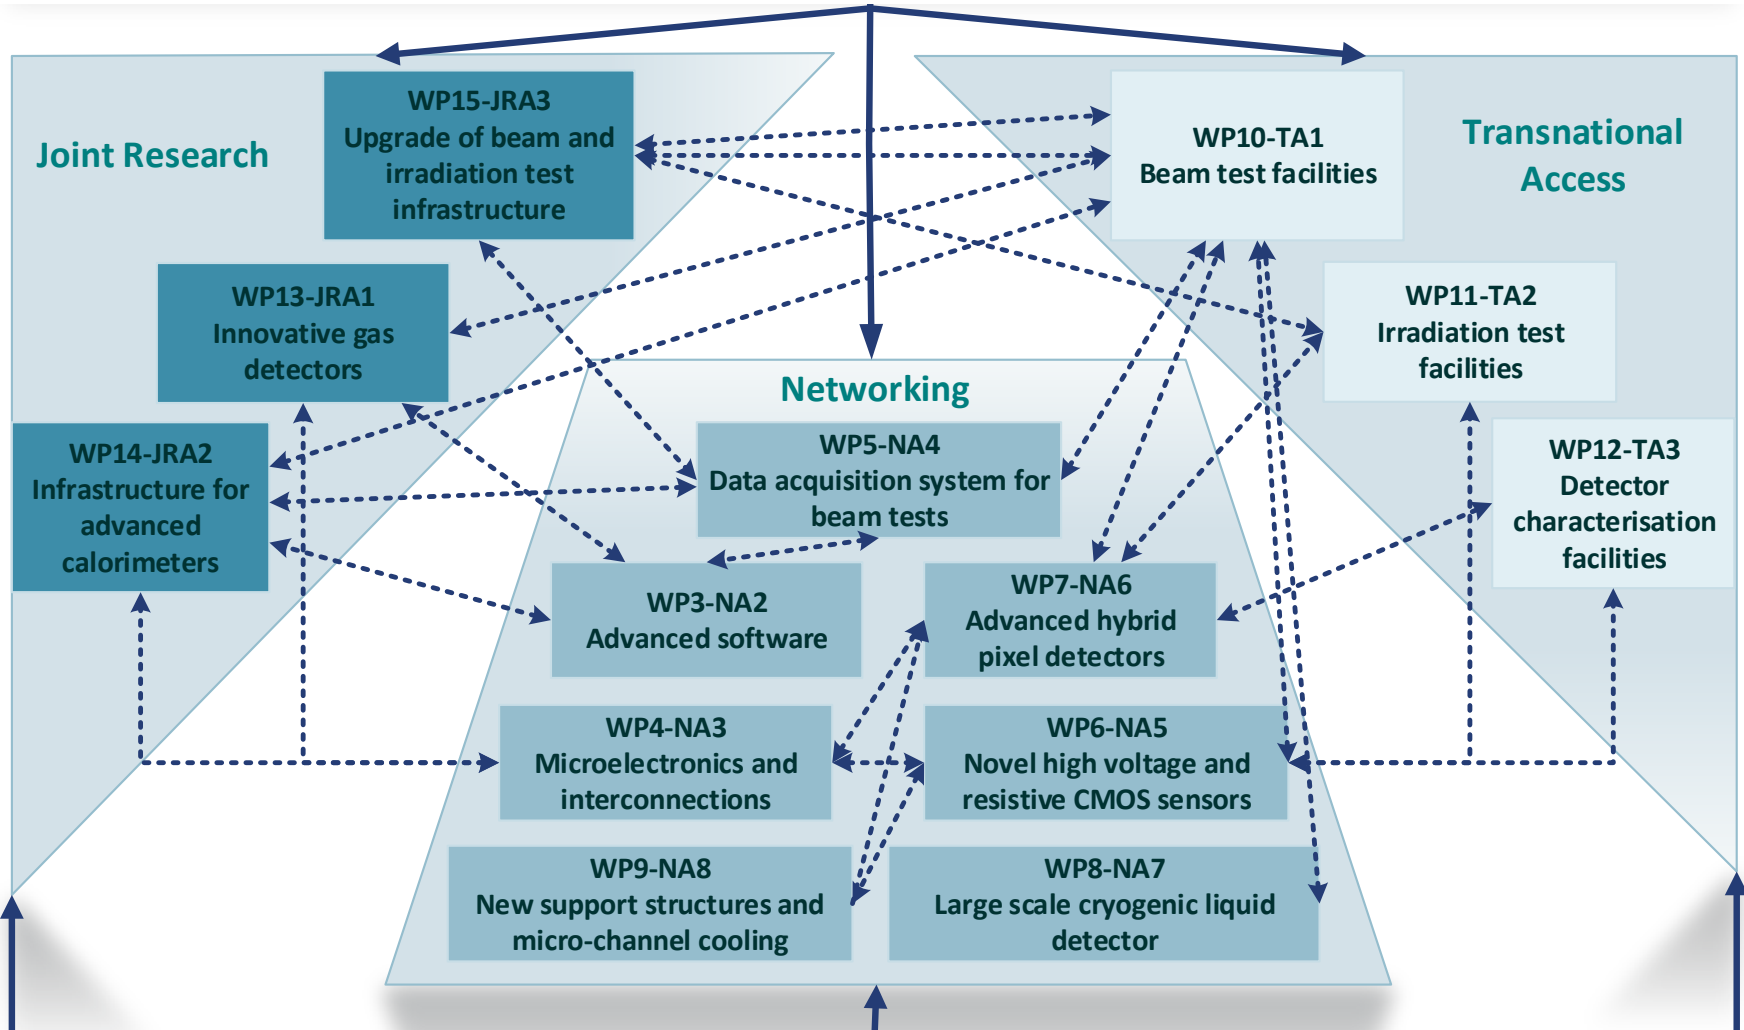 Joint Research
WP15-JRA3
Upgrade of beam and
irradiation test
infrastructure
WP13-JRA1
Innovative gas
detectors
WP14-JRA2
Infrastructure for
advanced
calorimeters
Transnational
Access
WP10-TA1
Beam test facilities
WP11-TA2
Irradiation test
facilities
WP12-TA3
Detector
characterisation
facilities
Networking
WP5-NA4
Data acquisition system for
beam tests
WP3-NA2
Advanced software
WP7-NA6
Advanced hybrid
pixel detectors
WP4-NA3
Microelectronics and
interconnections
WP6-NA5
Novel high voltage and
resistive CMOS sensors
WP9-NA8
New support structures and
micro-channel cooling
WP8-NA7
Large scale cryogenic liquid
detector